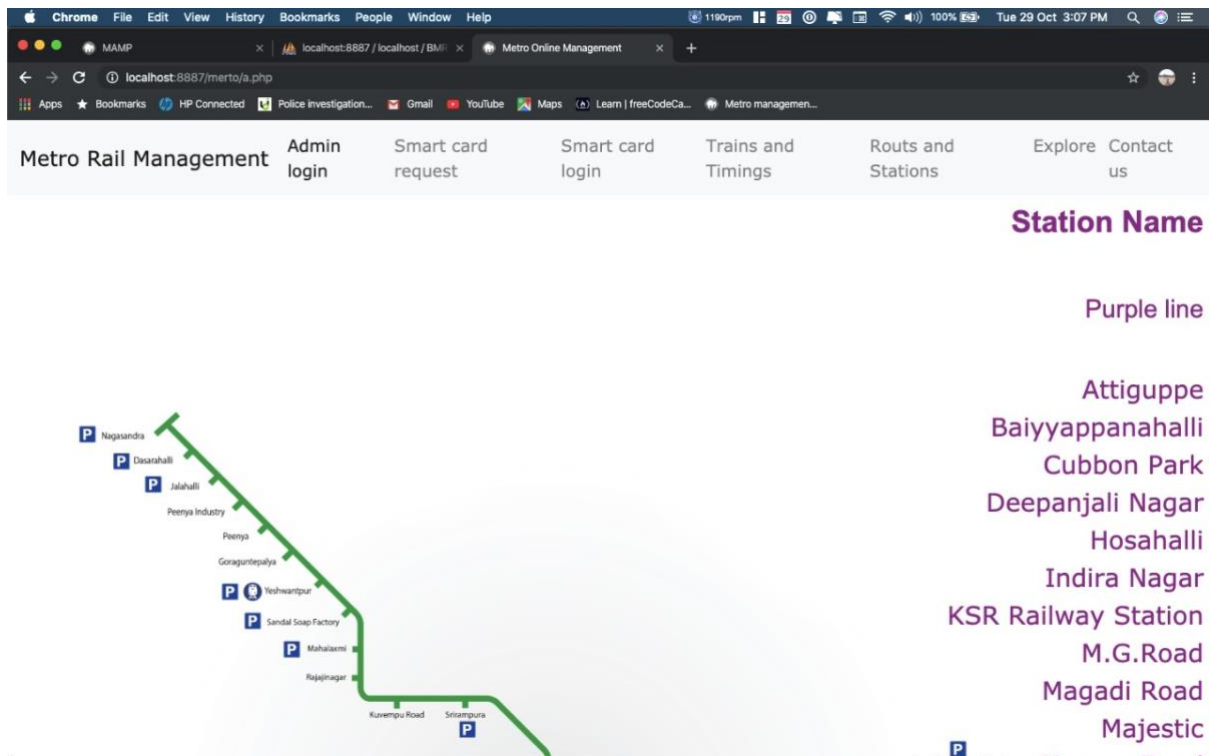 Chrome File Edit View History Bookmarks People Window Help
1190rpm 29 100% Tue 29 Oct 3:07 PM
MAMP
localhost:8887 / localhost / BMR
Metro Online Management
localhost:8887/merto/a.php
Apps Bookmarks HP Connected Police investigation... Gmail YouTube Maps Learn | freeCodeCa... Metro managemen...
Metro Rail Management
Admin login
Smart card request
Smart card login
Trains and Timings
Routs and Stations
Explore
Contact us
Station Name
Purple line
Attiguppe
Baiyyappanahalli
Cubbon Park
Deepanjali Nagar
Hosahalli
Indira Nagar
KSR Railway Station
M.G.Road
Magadi Road
Majestic
P Nagasandra
P Dasarahalli
P Jalahalli
Peenya Industry
Peenya
Goraguntepalya
P Yeshwantpur
P Sandal Soap Factory
P Mahalaxmi
Rajajinagar
Kuvempu Road
Srirampura
P
P